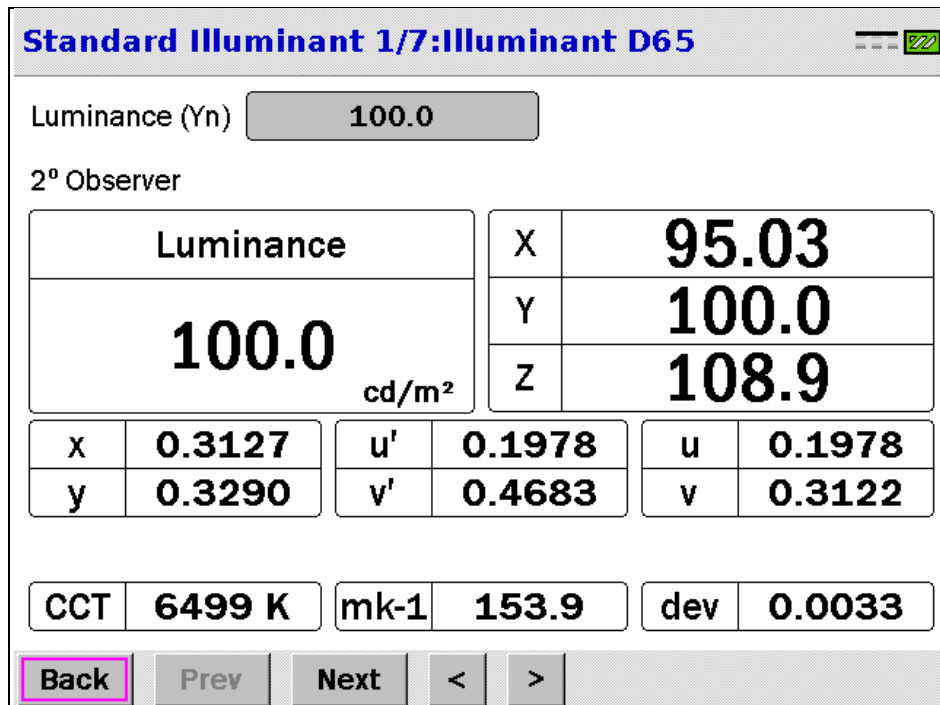 Standard Illuminant 1/7:Illuminant D65
Luminance (Yn) 100.0
2º Observer
Luminance
100.0
cd/m²
X 95.03
Y 100.0
Z 108.9
x 0.3127 u' 0.1978 u 0.1978
y 0.3290 v' 0.4683 v 0.3122
CCT 6499 K mk-1 153.9 dev 0.0033
Back Prev Next < >